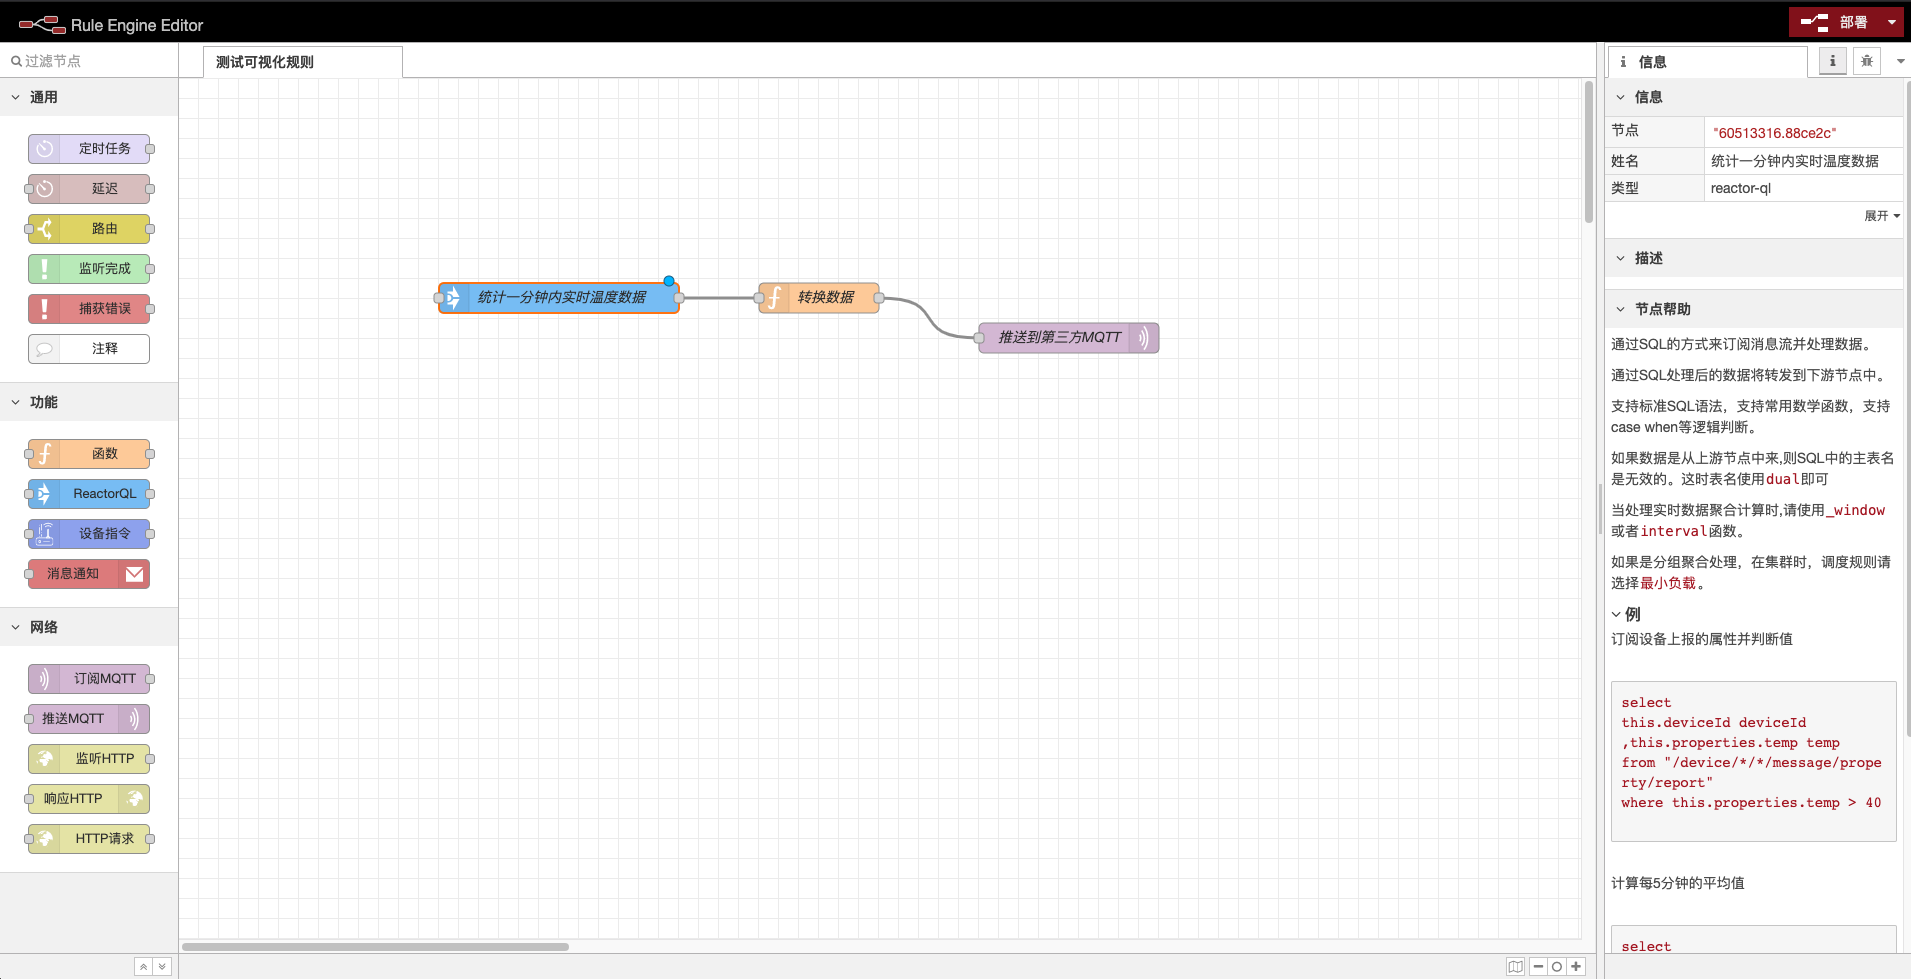 Rule Engine Editor
部署
过滤节点
通用
定时任务
延迟
路由
监听完成
捕获错误
注释
功能
函数
ReactorQL
设备指令
消息通知
网络
订阅MQTT
推送MQTT
监听HTTP
响应HTTP
HTTP请求
测试可视化规则
统计一分钟内实时温度数据
转换数据
推送到第三方MQTT
信息
信息
节点 "60513316.88ce2c"
姓名 统计一分钟内实时温度数据
类型 reactor-ql
展开
描述
节点帮助
通过SQL的方式来订阅消息流并处理数据。
通过SQL处理后的数据将转发到下游节点中。
支持标准SQL语法，支持常用数学函数，支持
case when等逻辑判断。
如果数据是从上游节点中来,则SQL中的主表名
是无效的。这时表名使用dual即可
当处理实时数据聚合计算时,请使用_window
或者interval函数。
如果是分组聚合处理，在集群时，调度规则请
选择最小负载。
例
订阅设备上报的属性并判断值
select
this.deviceId deviceId
,this.properties.temp temp
from "/device/*/*/message/prope
rty/report"
where this.properties.temp > 40
计算每5分钟的平均值
select